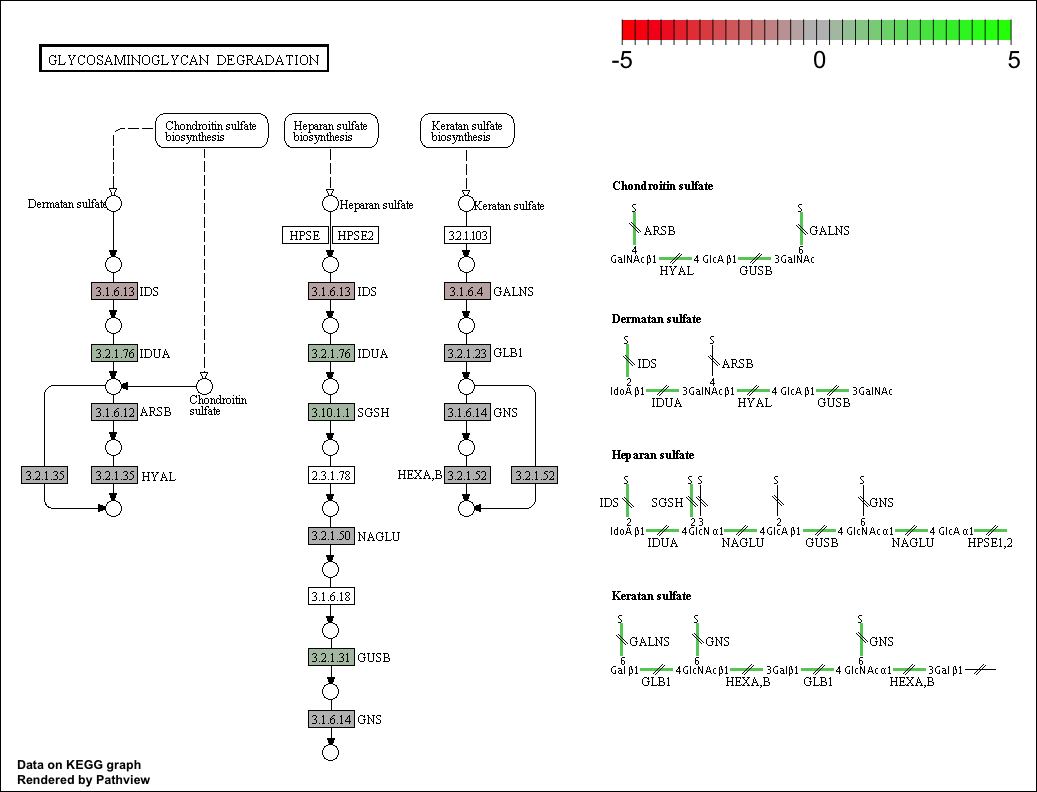 GLYCOSAMINOGLYCAN DEGRADATION
-5 0 5
Chondroitin sulfate
biosynthesis
Heparan sulfate
biosynthesis
Keratan sulfate
biosynthesis
Dermatan sulfate
Heparan sulfate
Keratan sulfate
HPSE HPSE2 3.2.1.103
3.1.6.13 IDS 3.1.6.13 IDS 3.1.6.4 GALNS
3.2.1.76 IDUA 3.2.1.76 IDUA 3.2.1.23 GLB1
Chondroitin
sulfate
3.1.6.12 ARSB 3.10.1.1 SGSH 3.1.6.14 GNS
3.2.1.35 3.2.1.35 HYAL 2.3.1.78 HEXA,B 3.2.1.52 3.2.1.52
3.2.1.50 NAGLU
3.1.6.18
3.2.1.31 GUSB
3.1.6.14 GNS
Chondroitin sulfate
S S
ARSB GALNS
4 6
GalNAc β1 4 GlcA β1 3GalNAc
HYAL GUSB
Dermatan sulfate
S S
IDS ARSB
2 4
IdoA β1 3GalNAc β1 4 GlcA β1 3GalNAc
IDUA HYAL GUSB
Heparan sulfate
S S S S S
IDS SGSH GNS
2 2 3 2 6
IdoA β1 4GlcN α1 4GlcA β1 4 GlcNAc α1 4 GlcA α1
IDUA NAGLU GUSB NAGLU HPSE1,2
Keratan sulfate
S S S
GALNS GNS GNS
6 6 6
Gal β1 4GlcNAc β1 3Gal β1 4 GlcNAc α1 3Gal β1
GLB1 HEXA,B GLB1 HEXA,B
Data on KEGG graph
Rendered by Pathview